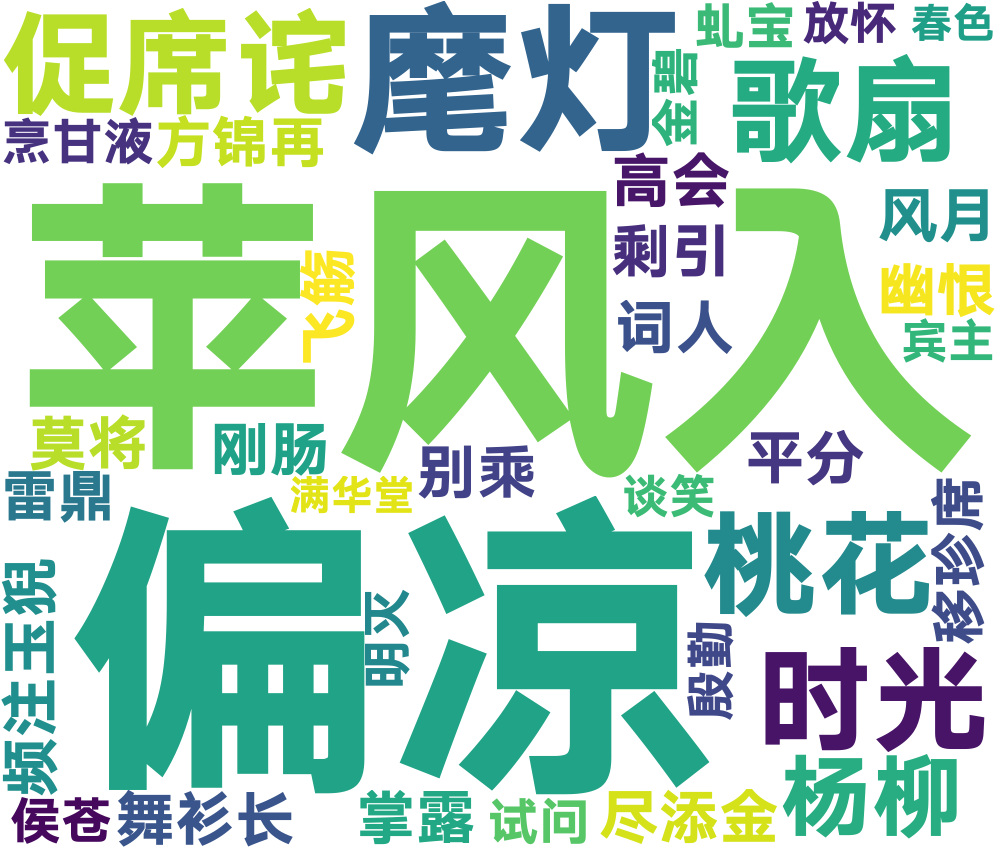 促席诧
麾灯
虬宝
放怀
春色
金碧
歌扇
烹甘液
方锦再
高会
苹风入
风月
剩引
飞觞
幽恨
词人
宾主
莫将
刚肠
别乘
平分
雷鼎
满华堂
谈笑
移珍席
偏凉
桃花
频注玉猊
明灭
殷勤
时光
杨柳
侯苍
舞衫长
掌露
试问
尽添金